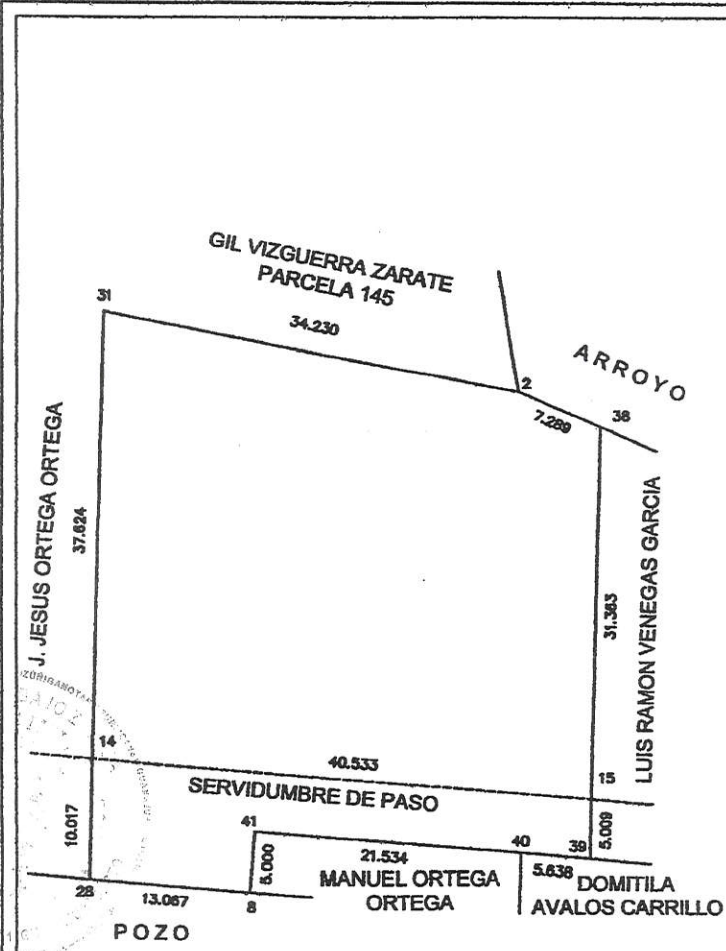 GIL VIZGUERRA ZARATE
PARCELA 145
31
34.230
2
ARROYO
7.289
38
J. JESUS ORTEGA ORTEGA
37.624
31.363
LUIS RAMON VENEGAS GARCIA
14
40.533
15
SERVIDUMBRE DE PASO
10.017
41
5.000
21.534
40
39
5.009
28
13.067
8
MANUEL ORTEGA
ORTEGA
5.638
DOMITILA
AVALOS CARRILLO
POZO